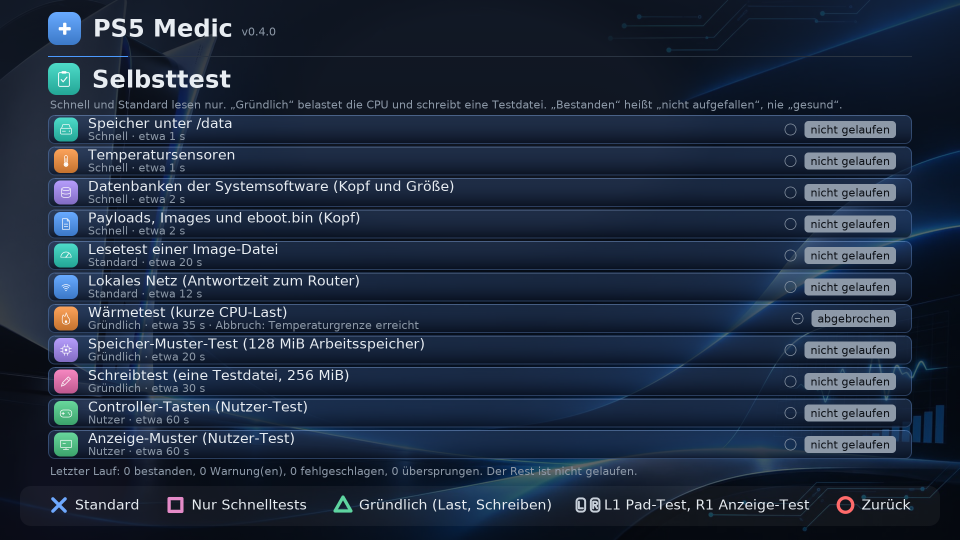 PS5 Medic v0.4.0
Selbsttest
Schnell und Standard lesen nur. „Gründlich“ belastet die CPU und schreibt eine Testdatei. „Bestanden“ heißt „nicht aufgefallen“, nie „gesund“.
Speicher unter /data
Schnell · etwa 1 s
nicht gelaufen
Temperatursensoren
Schnell · etwa 1 s
nicht gelaufen
Datenbanken der Systemsoftware (Kopf und Größe)
Schnell · etwa 2 s
nicht gelaufen
Payloads, Images und eboot.bin (Kopf)
Schnell · etwa 2 s
nicht gelaufen
Lesetest einer Image-Datei
Standard · etwa 20 s
nicht gelaufen
Lokales Netz (Antwortzeit zum Router)
Standard · etwa 12 s
nicht gelaufen
Wärmetest (kurze CPU-Last)
Gründlich · etwa 35 s · Abbruch: Temperaturgrenze erreicht
abgebrochen
Speicher-Muster-Test (128 MiB Arbeitsspeicher)
Gründlich · etwa 20 s
nicht gelaufen
Schreibtest (eine Testdatei, 256 MiB)
Gründlich · etwa 30 s
nicht gelaufen
Controller-Tasten (Nutzer-Test)
Nutzer · etwa 60 s
nicht gelaufen
Anzeige-Muster (Nutzer-Test)
Nutzer · etwa 60 s
nicht gelaufen
Letzter Lauf: 0 bestanden, 0 Warnung(en), 0 fehlgeschlagen, 0 übersprungen. Der Rest ist nicht gelaufen.
Standard Nur Schnelltests Gründlich (Last, Schreiben) L R L1 Pad-Test, R1 Anzeige-Test Zurück